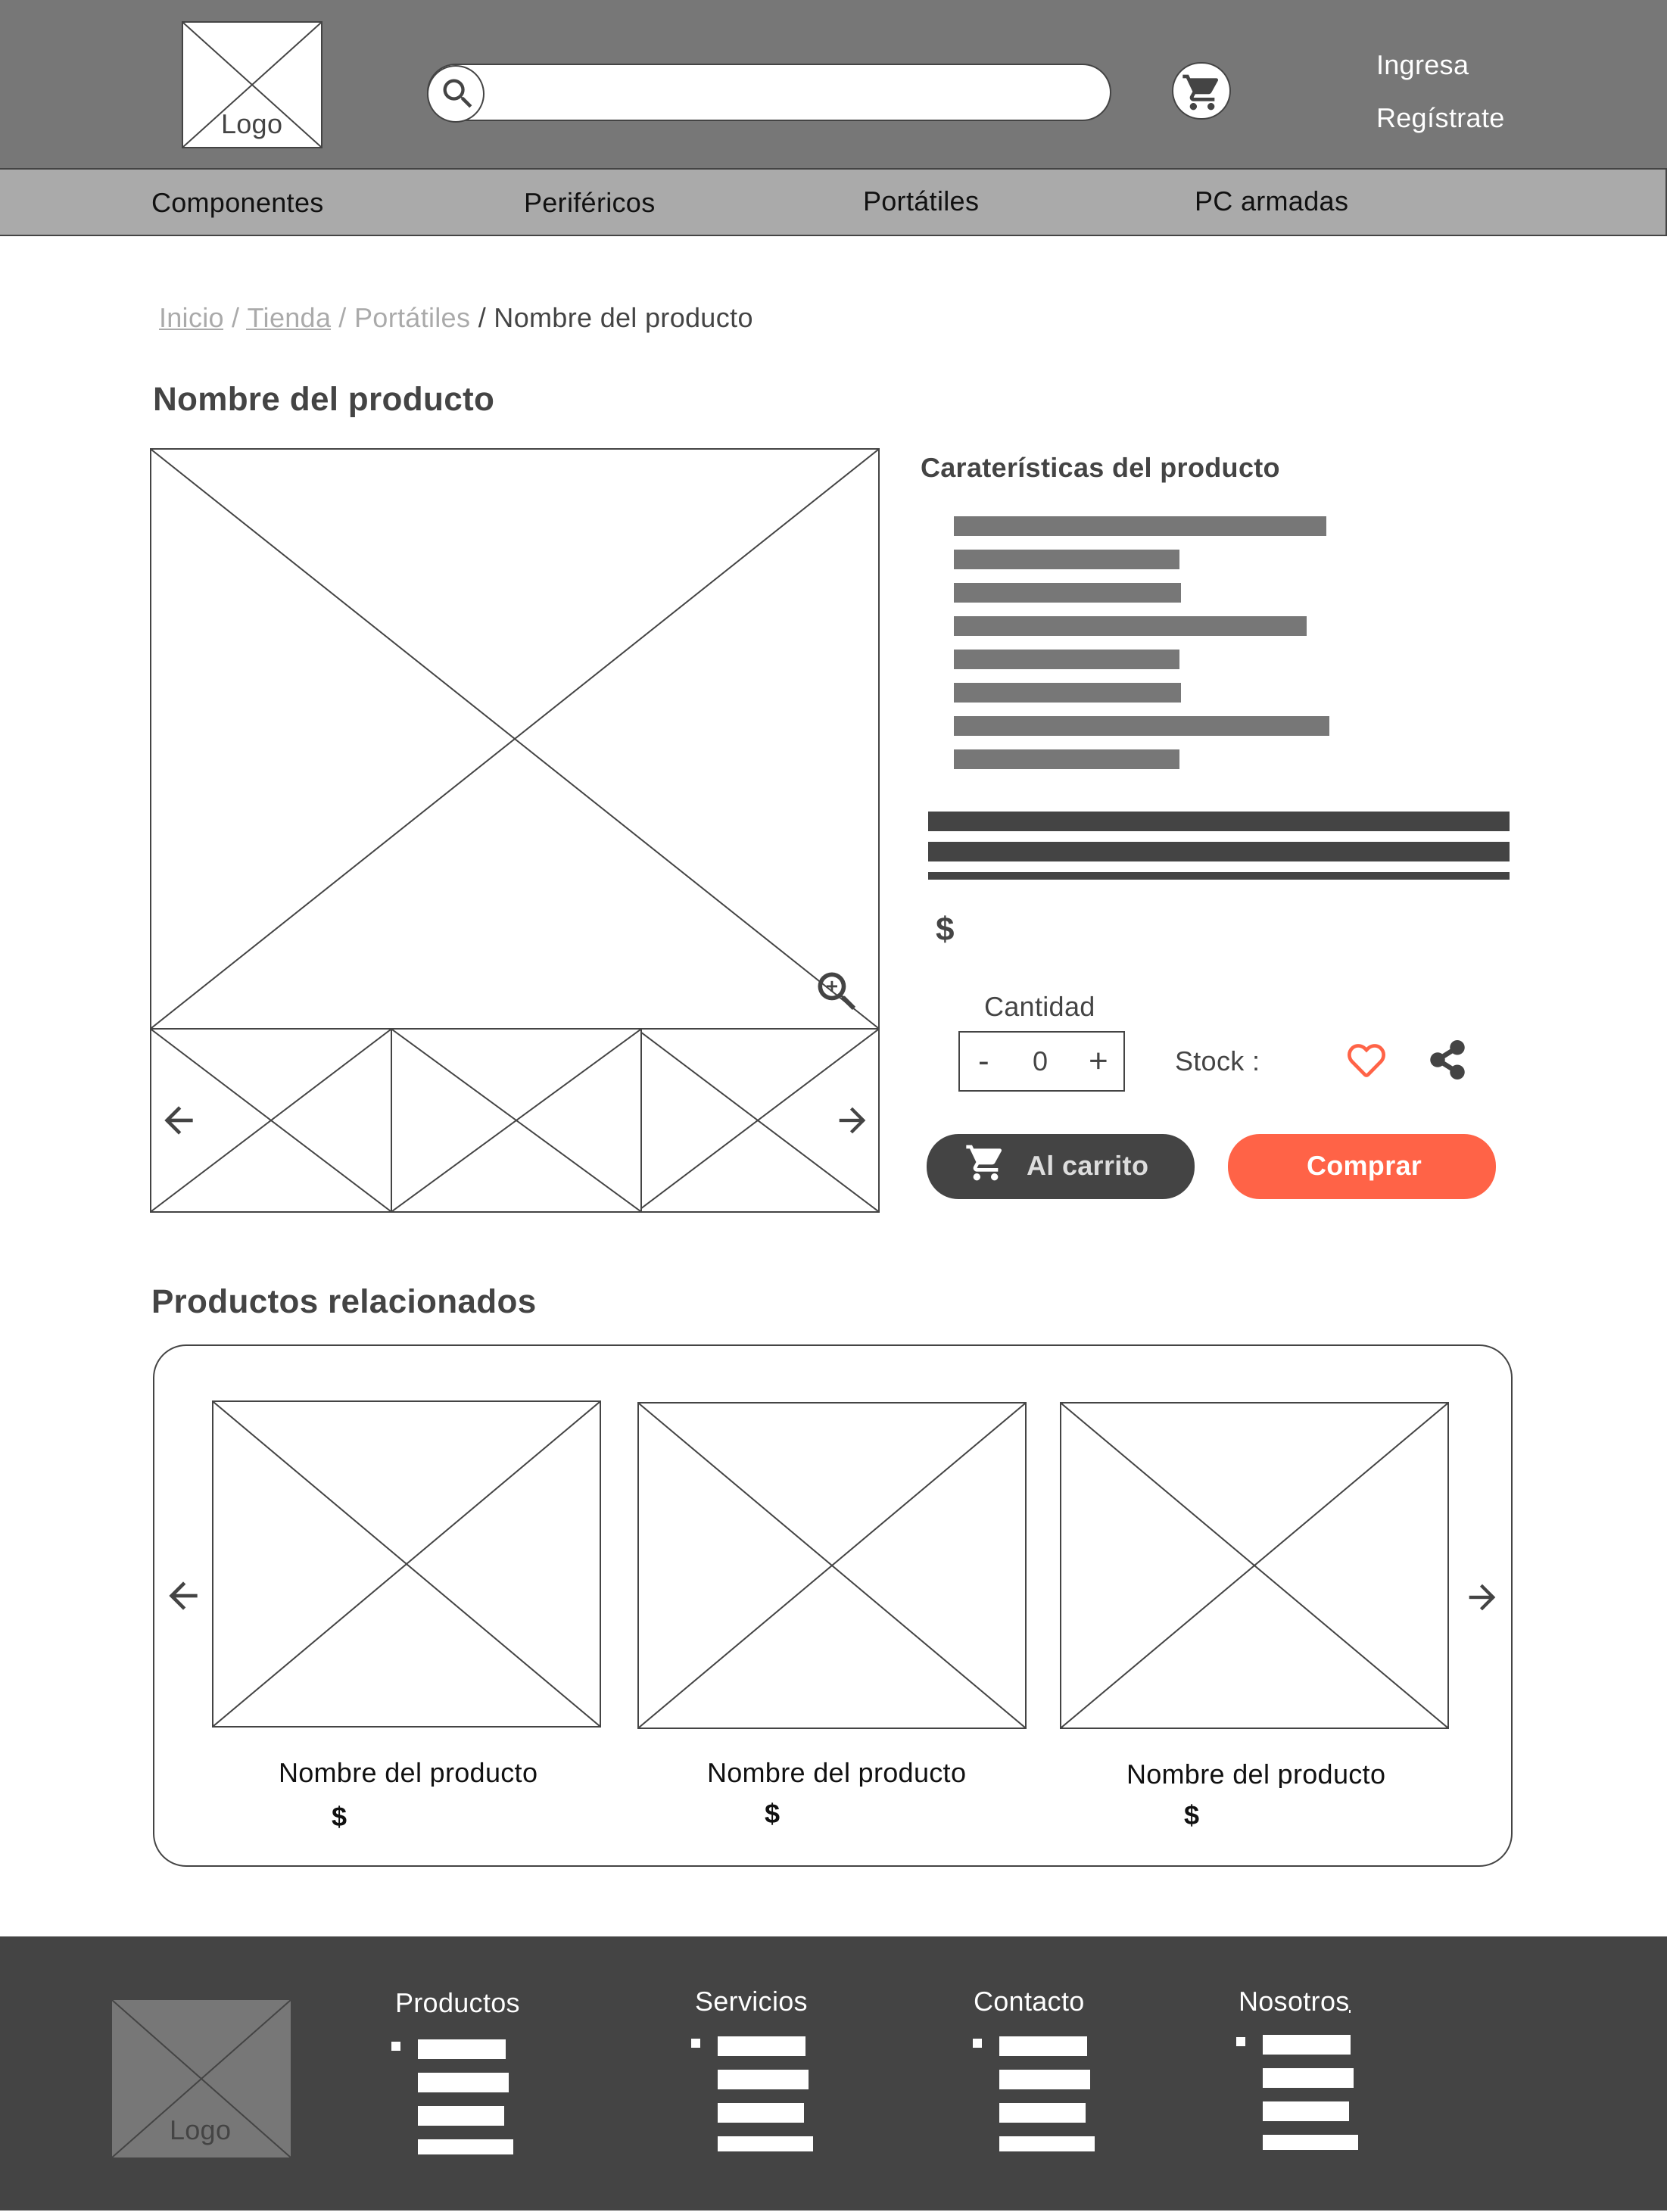 Logo
Ingresa
Regístrate
Componentes
Periféricos
Portátiles
PC armadas
Inicio / Tienda / Portátiles / Nombre del producto
Nombre del producto
Caraterísticas del producto
$
Cantidad
- 0 +
Stock :
Al carrito
Comprar
Productos relacionados
Nombre del producto
$
Nombre del producto
$
Nombre del producto
$
Logo
Productos
Servicios
Contacto
Nosotros.